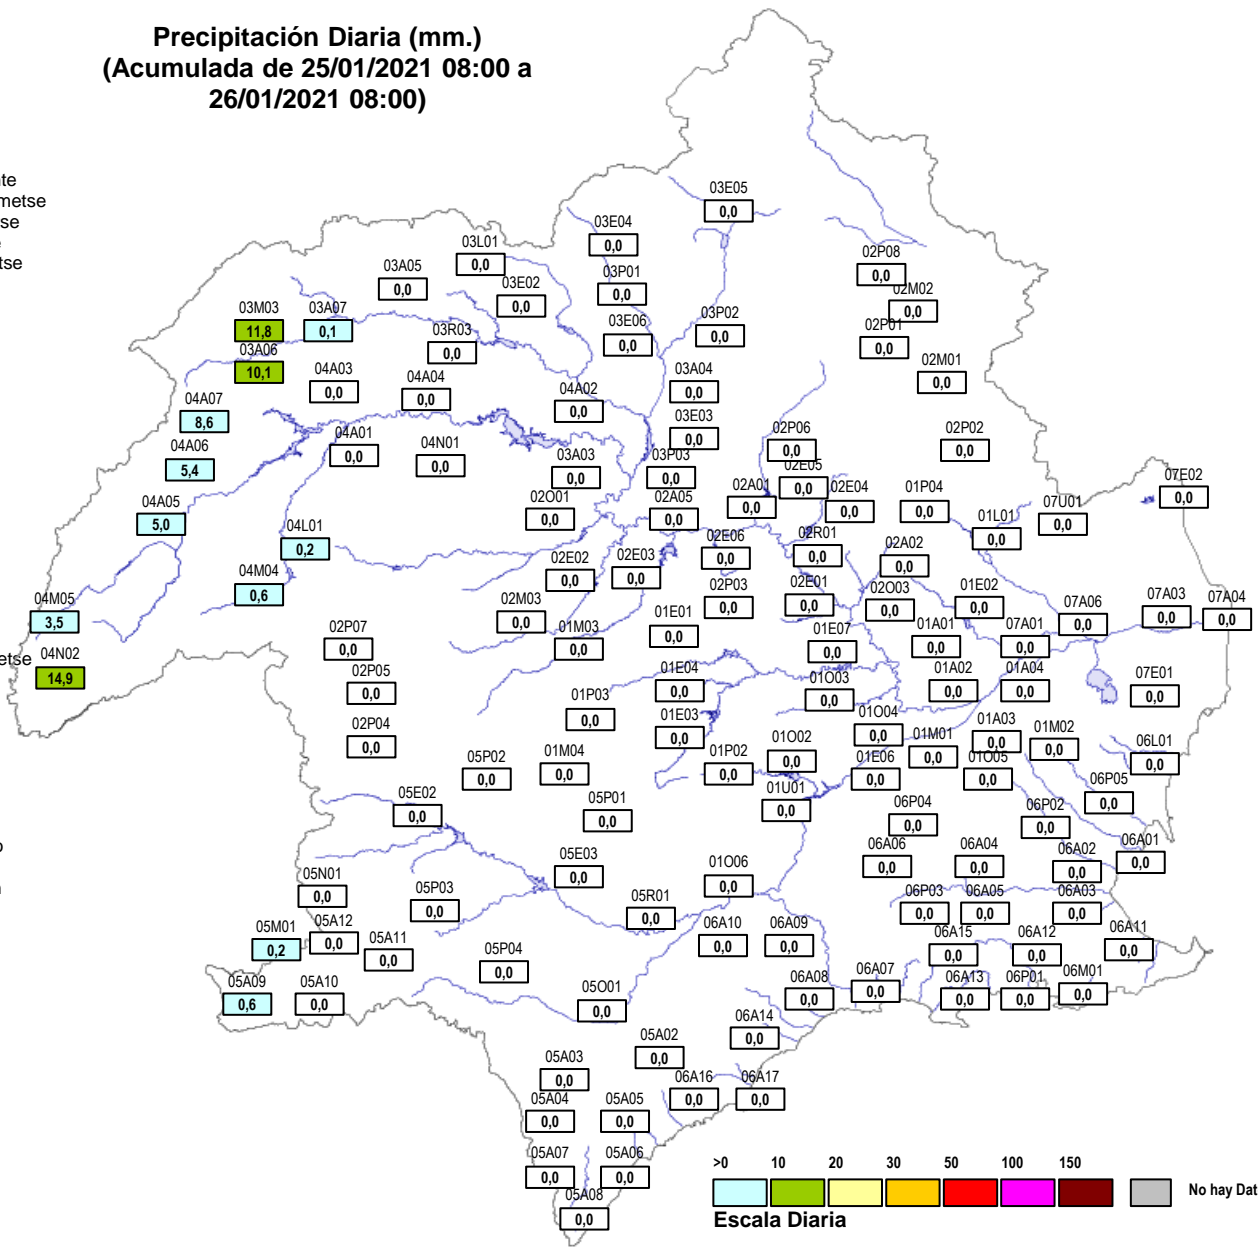 Precipitación Diaria (mm.)
(Acumulada de 25/01/2021 08:00 a
26/01/2021 08:00)
nte
metse
se
e
tse
etse
o
n
03E05
0,0
03E04
0,0
03L01
0,0
02P08
0,0
03A05
0,0
03P01
0,0
03E02
0,0
02M02
0,0
03M03
11,8
03A07
0,1
03P02
0,0
03R03
0,0
03E06
0,0
02P01
0,0
03A06
10,1
02M01
0,0
04A03
0,0
04A04
0,0
03A04
0,0
04A02
0,0
04A07
8,6
03E03
0,0
04A01
0,0
02P06
0,0
02P02
0,0
04A06
5,4
04N01
0,0
03A03
0,0
03P03
0,0
02E05
0,0
07E02
0,0
04A05
5,0
02O01
0,0
02A05
0,0
02A01
0,0
02E04
0,0
01P04
0,0
07U01
0,0
01L01
0,0
04L01
0,2
02E06
0,0
02R01
0,0
02A02
0,0
02E02
0,0
02E03
0,0
04M04
0,6
02P03
0,0
02E01
0,0
02O03
0,0
01E02
0,0
04M05
3,5
02M03
0,0
07A03
0,0
07A04
0,0
07A06
0,0
01E01
0,0
02P07
0,0
01M03
0,0
01E07
0,0
01A01
0,0
07A01
0,0
04N02
14,9
02P05
0,0
01E04
0,0
01O03
0,0
01A02
0,0
01A04
0,0
07E01
0,0
01P03
0,0
01E03
0,0
02P04
0,0
01O04
0,0
01A03
0,0
01M02
0,0
01M01
0,0
05P02
0,0
01M04
0,0
01P02
0,0
01O02
0,0
01E06
0,0
01O05
0,0
06L01
0,0
05E02
0,0
05P01
0,0
01U01
0,0
06P04
0,0
06P02
0,0
06P05
0,0
05E03
0,0
06A06
0,0
06A04
0,0
06A02
0,0
06A01
0,0
01O06
0,0
05N01
0,0
05P03
0,0
05R01
0,0
06P03
0,0
06A05
0,0
06A03
0,0
05M01
0,2
05A12
0,0
05A11
0,0
06A10
0,0
06A09
0,0
06A15
0,0
06A12
0,0
06A11
0,0
05P04
0,0
05A09
0,6
05A10
0,0
05O01
0,0
06A08
0,0
06A07
0,0
06A13
0,0
06P01
0,0
06M01
0,0
06A14
0,0
05A02
0,0
05A03
0,0
06A16
0,0
06A17
0,0
05A04
0,0
05A05
0,0
05A07
0,0
05A06
0,0
05A08
0,0
>0 10 20 30 50 100 150
No hay Dat
Escala Diaria